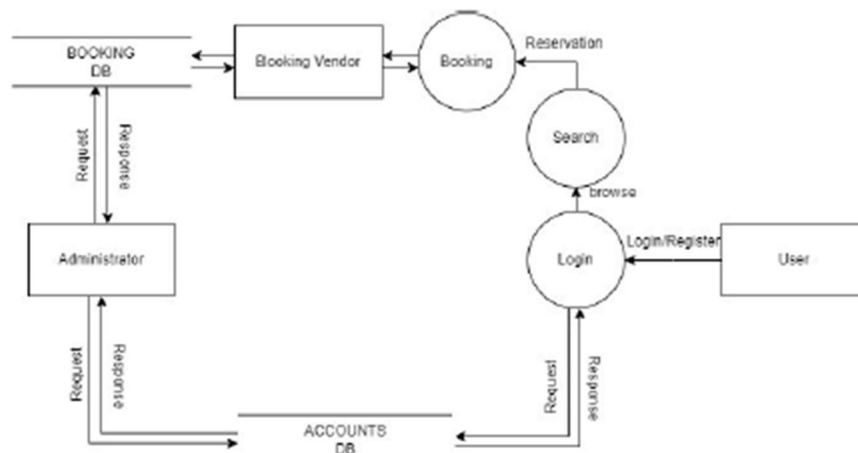 BOOKING
DB
Booking Vendor
Booking
Reservation
Search
browse
Request
Response
Administrator
Login
Login/Register
User
Request
Response
Request
Response
ACCOUNTS
DB